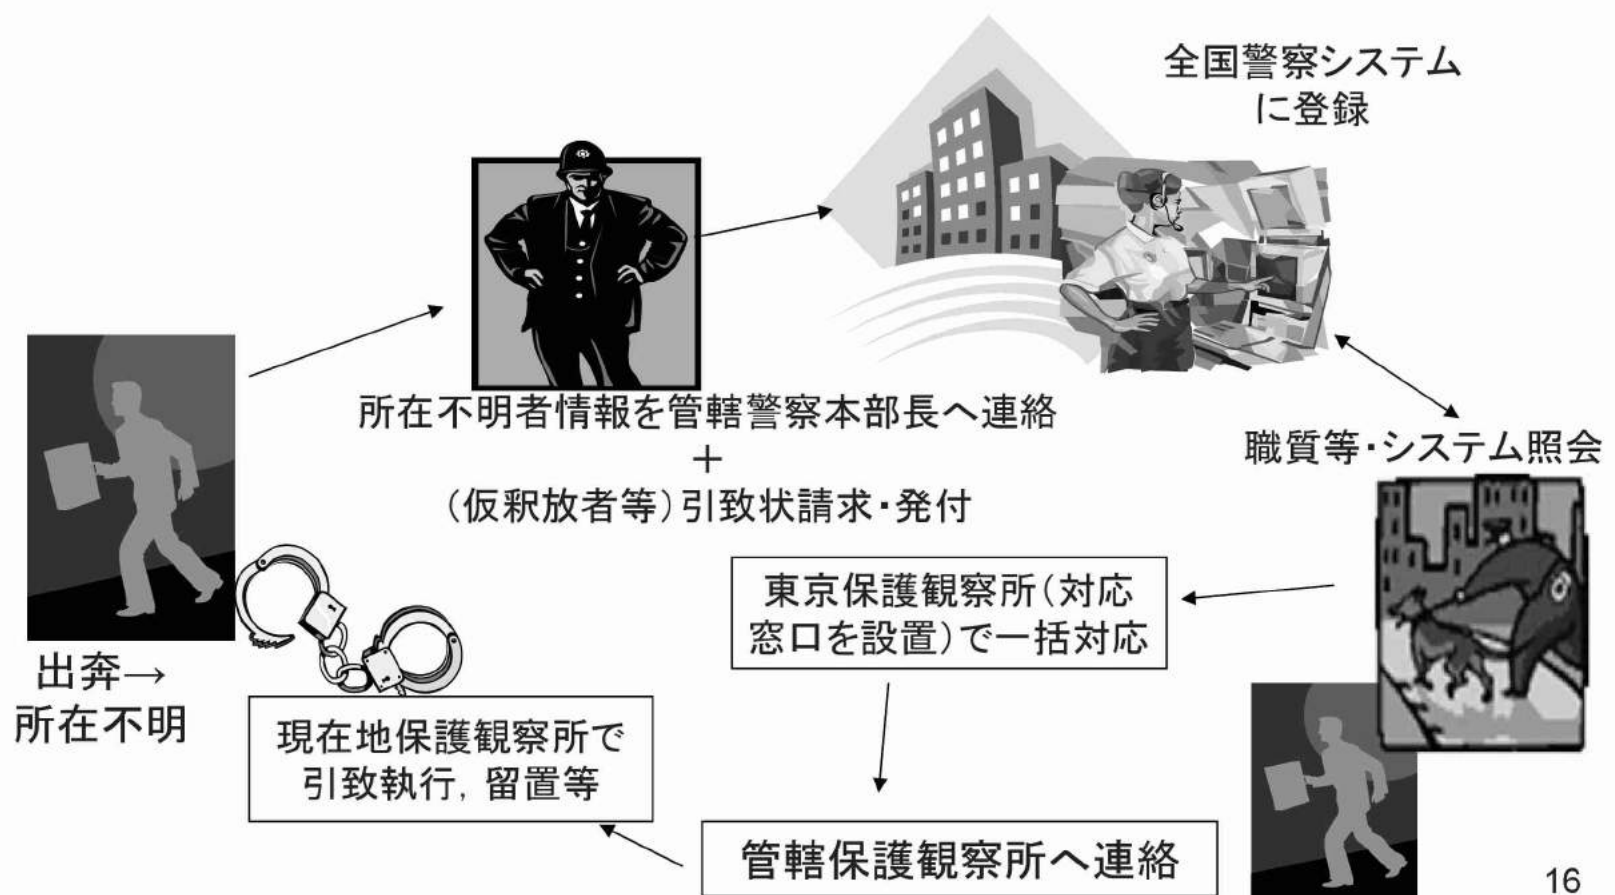 全国警察システム
に登録
所在不明者情報を管轄警察本部長へ連絡
＋
（仮釈放者等）引致状請求・発付
職質等・システム照会
東京保護観察所（対応
窓口を設置）で一括対応
出奔→
所在不明
現在地保護観察所で
引致執行，留置等
管轄保護観察所へ連絡
16